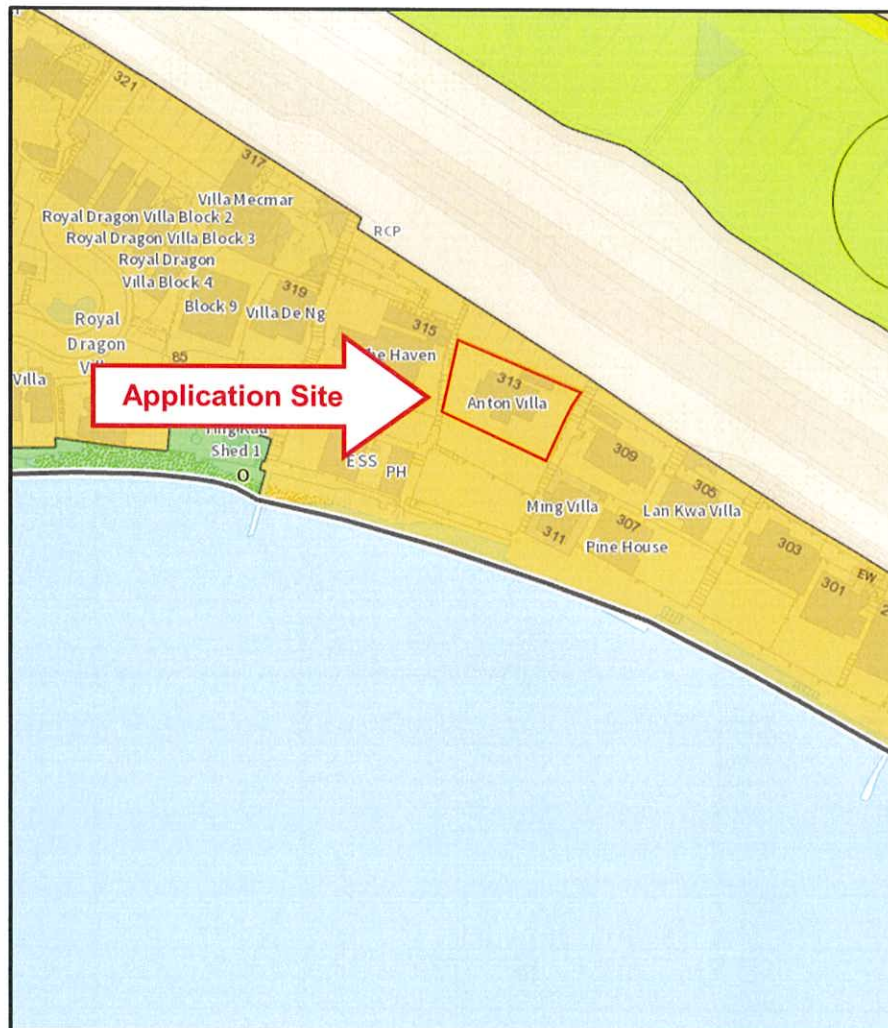 321
317
Villa Mecmar
Royal Dragon Villa Block 2
RCP
Royal Dragon Villa Block 3
Royal Dragon
Villa Block 4
319
Block 9
Villa De Ng
Royal
Dragon
315
85
Haven
313
Villa
Application Site
Anton Villa
Shed 1
309
ESS
O
PH
305
Ming Villa
Lan Kwa Villa
307
311
Pine House
303
EW
301